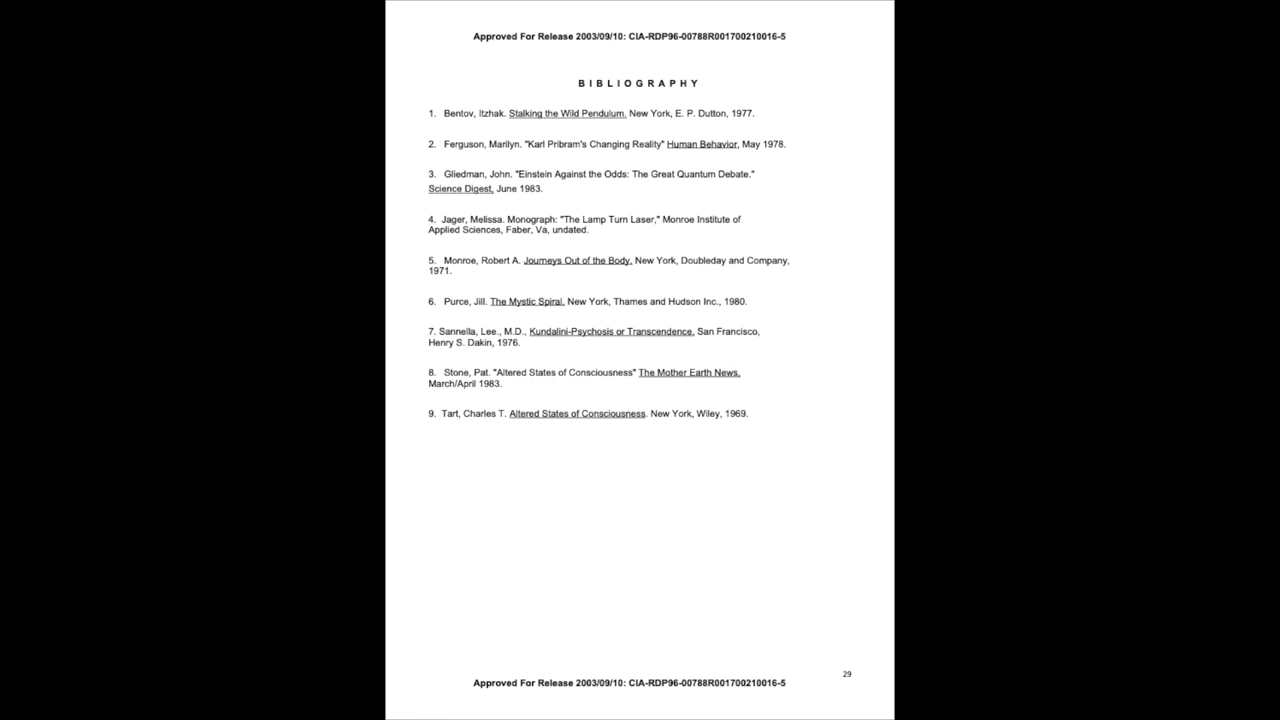 Approved For Release 2003/09/10: CIA-RDP96-00788R001700210016-5
B I B L I O G R A P H Y
1. Bentov, Itzhak. Stalking the Wild Pendulum. New York, E. P. Dutton, 1977.
2. Ferguson, Marilyn. "Karl Pribram's Changing Reality" Human Behavior, May 1978.
3. Gliedman, John. "Einstein Against the Odds: The Great Quantum Debate."
Science Digest, June 1983.
4. Jager, Melissa. Monograph: "The Lamp Turn Laser," Monroe Institute of
Applied Sciences, Faber, Va, undated.
5. Monroe, Robert A. Journeys Out of the Body. New York, Doubleday and Company,
1971.
6. Purce, Jill. The Mystic Spiral. New York, Thames and Hudson Inc., 1980.
7. Sannella, Lee., M.D., Kundalini-Psychosis or Transcendence. San Francisco,
Henry S. Dakin, 1976.
8. Stone, Pat. "Altered States of Consciousness" The Mother Earth News,
March/April 1983.
9. Tart, Charles T. Altered States of Consciousness. New York, Wiley, 1969.
29
Approved For Release 2003/09/10: CIA-RDP96-00788R001700210016-5